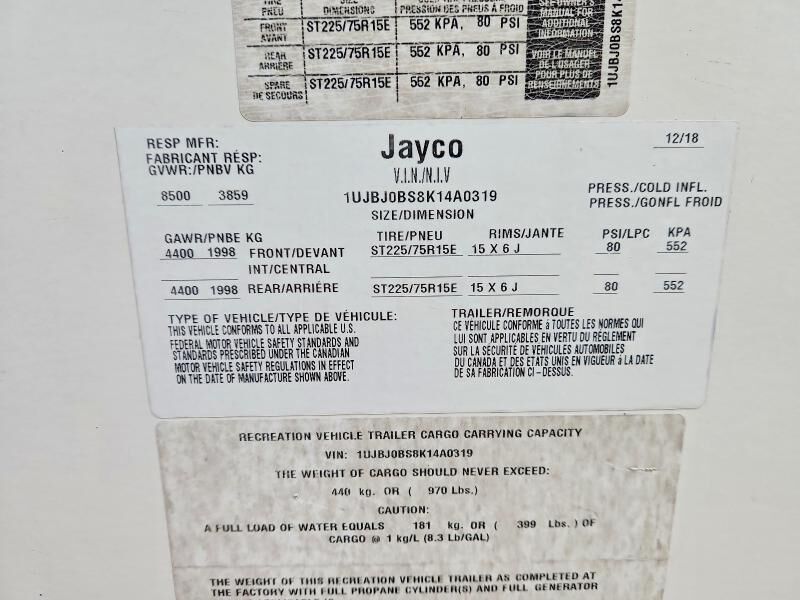 TIRE SIZE COLD TIRE PRESSURE SEE OWNER'S
PNEU DIMENSIONS PRESSION DES PNEUS À FROID MANUAL FOR
ADDITIONAL
INFORMATION
FRONT
AVANT ST225/75R15E 552 KPA, 80 PSI
REAR
ARRIÈRE ST225/75R15E 552 KPA, 80 PSI
VOIR LE MANUEL
DE L'USAGER
POUR PLUS DE
RENSEIGNEMENTS
SPARE
DE SECOURS ST225/75R15E 552 KPA, 80 PSI
1UJBJ0BS8K14
RESP MFR: Jayco 12/18
FABRICANT RÉSP:
GVWR:/PNBV KG V.I.N./N.I.V
8500 3859 1UJBJ0BS8K14A0319 PRESS./COLD INFL.
SIZE/DIMENSION PRESS./GONFL FROID
GAWR/PNBE KG TIRE/PNEU RIMS/JANTE PSI/LPC KPA
4400 1998 FRONT/DEVANT ST225/75R15E 15 X 6 J 80 552
INT/CENTRAL
4400 1998 REAR/ARRIÉRE ST225/75R15E 15 X 6 J 80 552
TYPE OF VEHICLE/TYPE DE VÉHICULE: TRAILER/REMORQUE
THIS VEHICLE CONFORMS TO ALL APPLICABLE U.S.
FEDERAL MOTOR VEHICLE SAFETY STANDARDS AND
STANDARDS PRESCRIBED UNDER THE CANADIAN
MOTOR VEHICLE SAFETY REGULATIONS IN EFFECT
ON THE DATE OF MANUFACTURE SHOWN ABOVE.
CE VÉHICULE CONFORME à TOUTES LES NORMES QUI
LUI SONT APPLICABLES EN VERTU DU RÉGLEMENT
SUR LA SÉCURITÉ DE VÉHICULES AUTOMOBILES
DU CANADA ET DES ÉTATS UNIS EN VIGUEUR à LA DATE
DE SA FABRICATION CI-DESSUS.
RECREATION VEHICLE TRAILER CARGO CARRYING CAPACITY
VIN: 1UJBJ0BS8K14A0319
THE WEIGHT OF CARGO SHOULD NEVER EXCEED:
440 kg. OR ( 970 Lbs.)
CAUTION:
A FULL LOAD OF WATER EQUALS 181 kg. OR ( 399 Lbs. ) OF
CARGO @ 1 kg/L (8.3 Lb/GAL)
THE WEIGHT OF THIS RECREATION VEHICLE TRAILER AS COMPLETED AT
THE FACTORY WITH FULL PROPANE CYLINDER(S) AND FULL GENERATOR